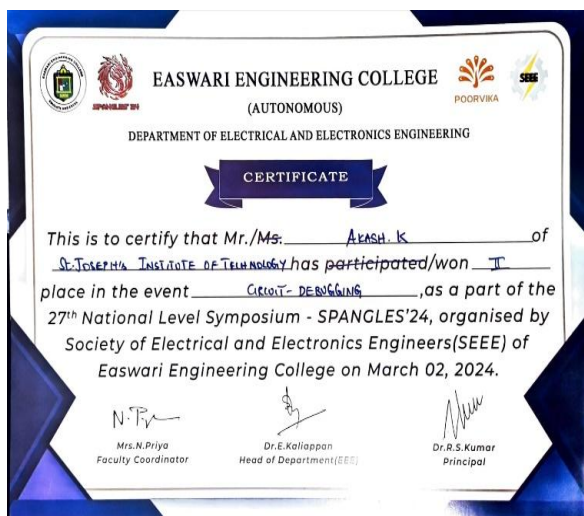 EASWARI ENGINEERING COLLEGE
(AUTONOMOUS)
DEPARTMENT OF ELECTRICAL AND ELECTRONICS ENGINEERING
SPANGLES'24
POORVIKA
SEEE
CERTIFICATE
This is to certify that Mr./Ms. AKASH. K of
St. JOSEPH'S INSTITUTE OF TECHNOLOGY has participated/won II
place in the event CIRCUIT - DEBUGGING ,as a part of the
27th National Level Symposium - SPANGLES'24, organised by
Society of Electrical and Electronics Engineers(SEEE) of
Easwari Engineering College on March 02, 2024.
Mrs.N.Priya
Faculty Coordinator
Dr.E.Kaliappan
Head of Department(EEE)
Dr.R.S.Kumar
Principal